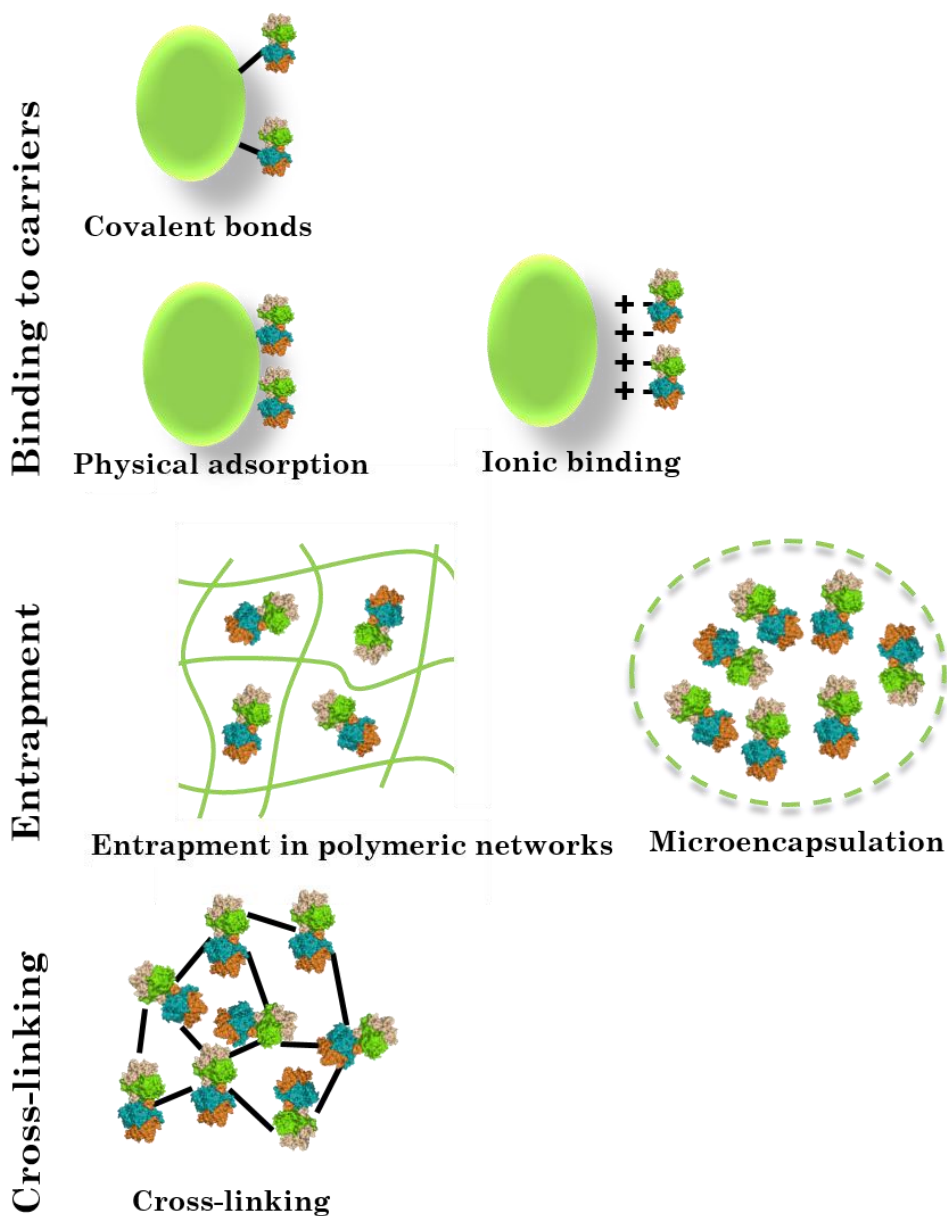 Binding to carriers
Covalent bonds
Physical adsorption
+ -
+ -
+ -
+ -
Ionic binding
Entrapment
Entrapment in polymeric networks
Microencapsulation
Cross-linking
Cross-linking